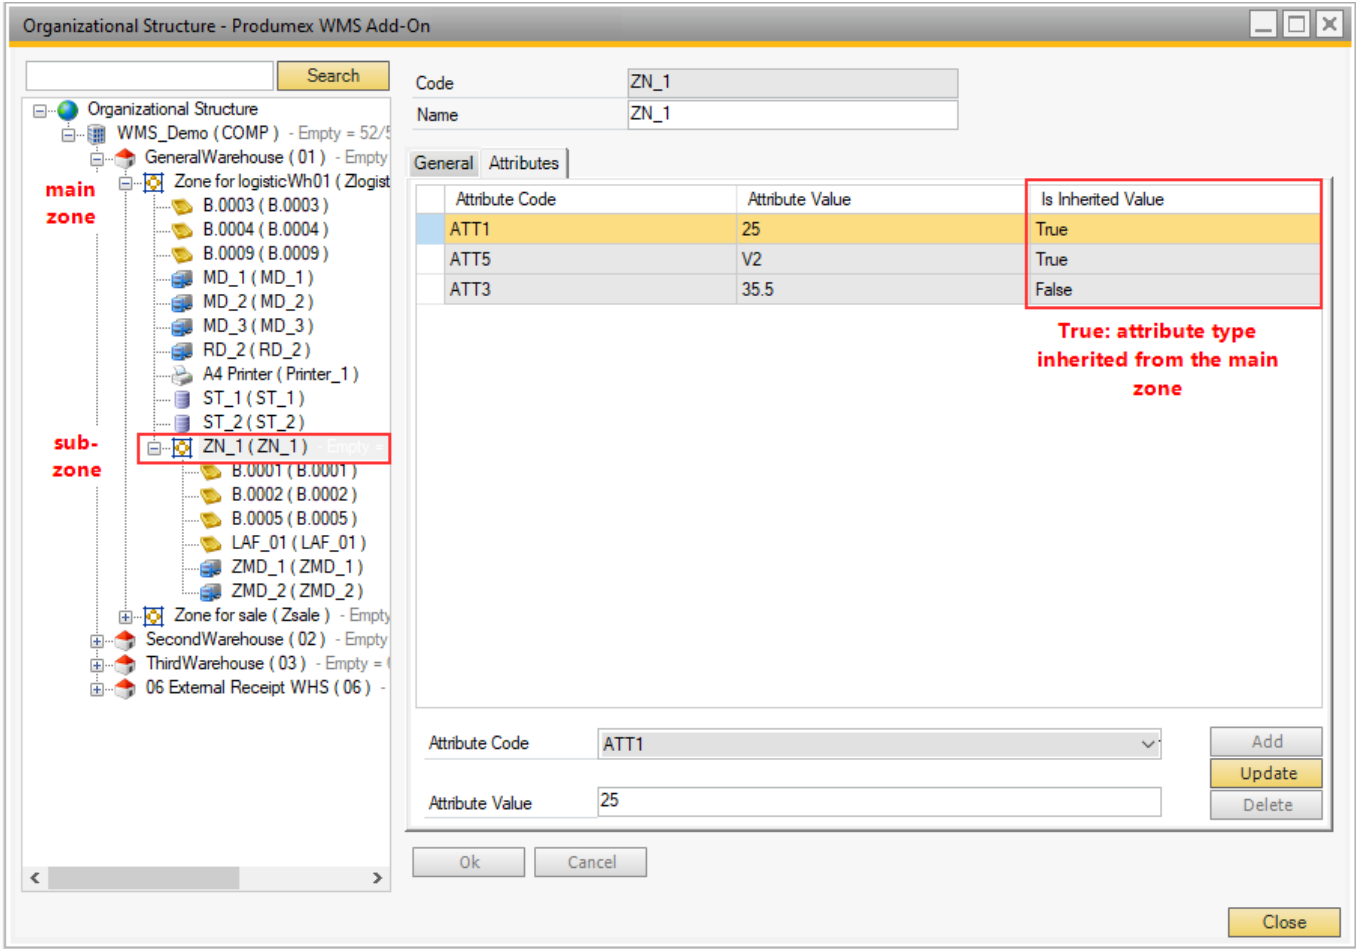 Organizational Structure - Produmex WMS Add-On
Search
Organizational Structure
WMS_Demo ( COMP ) - Empty = 52/5
GeneralWarehouse ( 01 ) - Empty
Zone for logisticWh01 ( Zlogist
main
zone
B.0003 ( B.0003 )
B.0004 ( B.0004 )
B.0009 ( B.0009 )
MD_1 ( MD_1 )
MD_2 ( MD_2 )
MD_3 ( MD_3 )
RD_2 ( RD_2 )
A4 Printer ( Printer_1 )
ST_1 ( ST_1 )
ST_2 ( ST_2 )
sub-
zone
ZN_1 ( ZN_1 ) - Empty =
B.0001 ( B.0001 )
B.0002 ( B.0002 )
B.0005 ( B.0005 )
LAF_01 ( LAF_01 )
ZMD_1 ( ZMD_1 )
ZMD_2 ( ZMD_2 )
Zone for sale ( Zsale ) - Empty
SecondWarehouse ( 02 ) - Empty
ThirdWarehouse ( 03 ) - Empty =
06 External Receipt WHS ( 06 ) -
Code ZN_1
Name ZN_1
General Attributes
Attribute Code Attribute Value Is Inherited Value
ATT1 25 True
ATT5 V2 True
ATT3 35.5 False
True: attribute type
inherited from the main
zone
Attribute Code ATT1 Add
Update
Attribute Value 25 Delete
Ok Cancel
Close